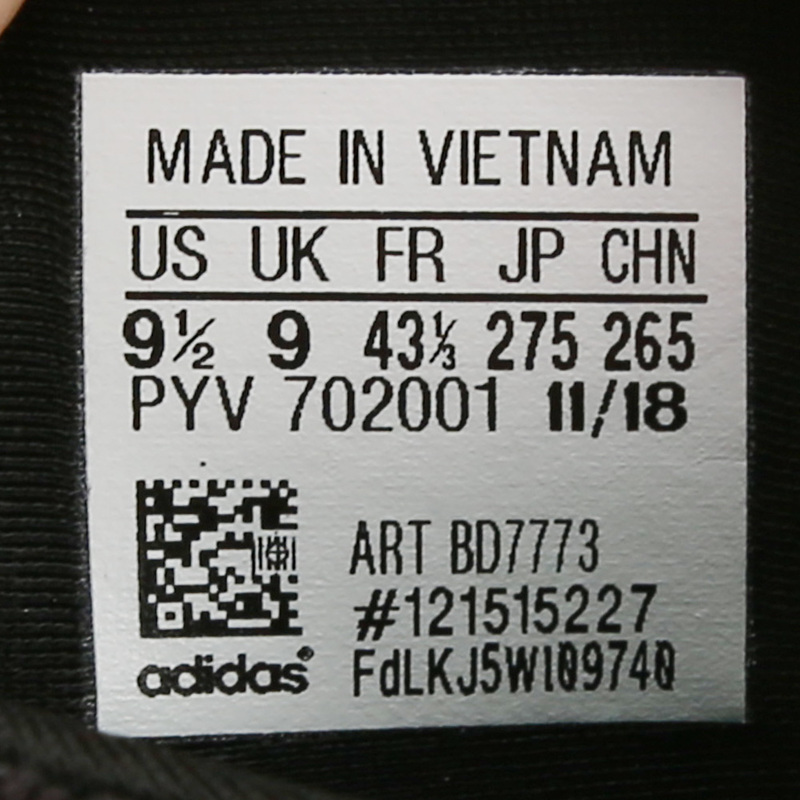 MADE IN VIETNAM
US UK FR JP CHN
9½ 9 43⅓ 275 265
PYV 702001 11/18
ART BD7773
#121515227
FdLKJ5WI09740
adidas®